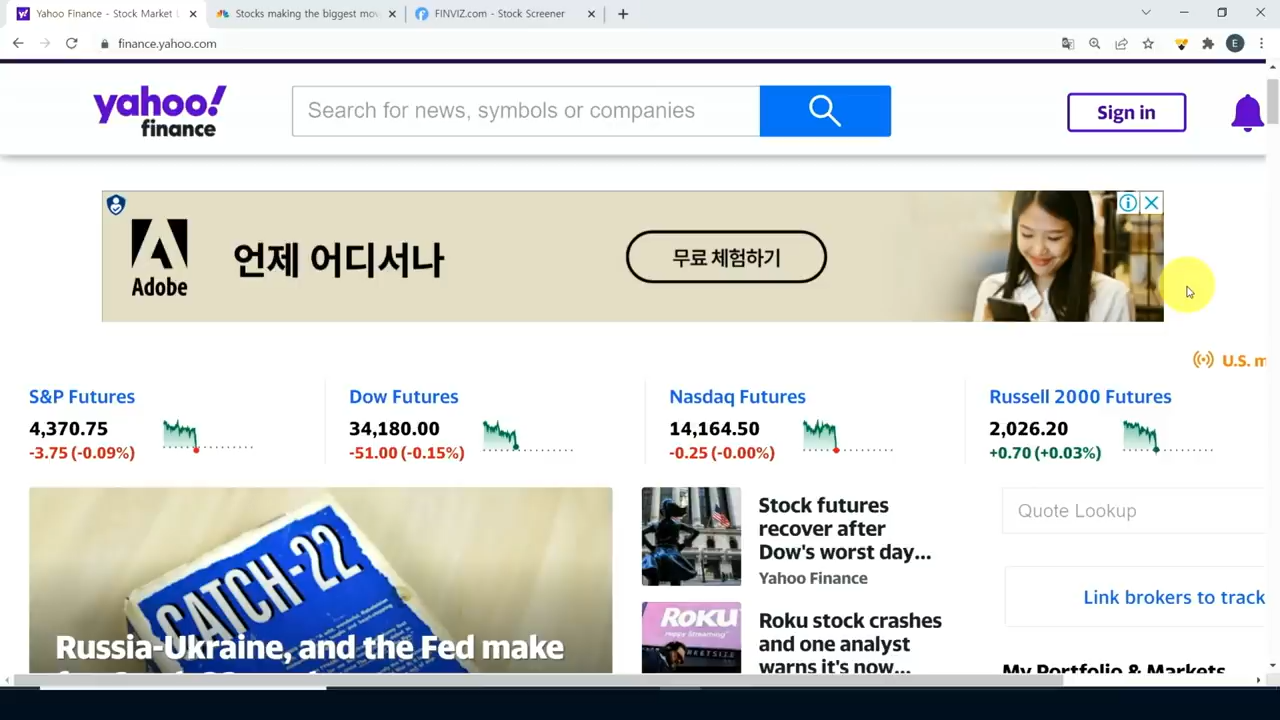 Yahoo Finance - Stock Market L
Stocks making the biggest mov
FINVIZ.com - Stock Screener
finance.yahoo.com
E
yahoo!
finance
Search for news, symbols or companies
Sign in
Adobe
언제 어디서나
무료 체험하기
U.S. m
S&P Futures
4,370.75
-3.75 (-0.09%)
Dow Futures
34,180.00
-51.00 (-0.15%)
Nasdaq Futures
14,164.50
-0.25 (-0.00%)
Russell 2000 Futures
2,026.20
+0.70 (+0.03%)
CATCH-22
Russia-Ukraine, and the Fed make
Stock futures
recover after
Dow's worst day...
Yahoo Finance
ROKU
Roku stock crashes
and one analyst
warns it's now...
Quote Lookup
Link brokers to track
My Portfolio & Markets